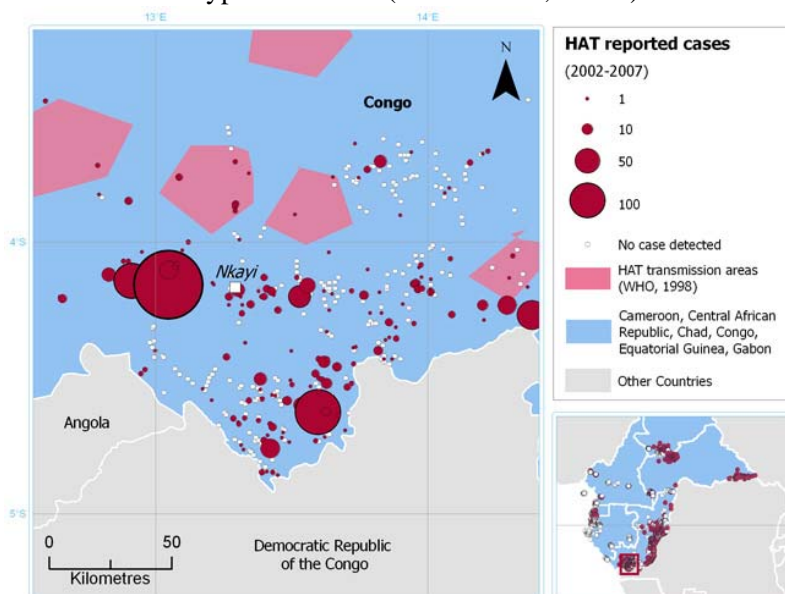 13°E
14°E
N
Congo
4°S
Nkayi
Angola
5°S
0
50
Kilometres
Democratic Republic
of the Congo
HAT reported cases
(2002-2007)
1
10
50
100
No case detected
HAT transmission areas
(WHO, 1998)
Cameroon, Central African
Republic, Chad, Congo,
Equatorial Guinea, Gabon
Other Countries